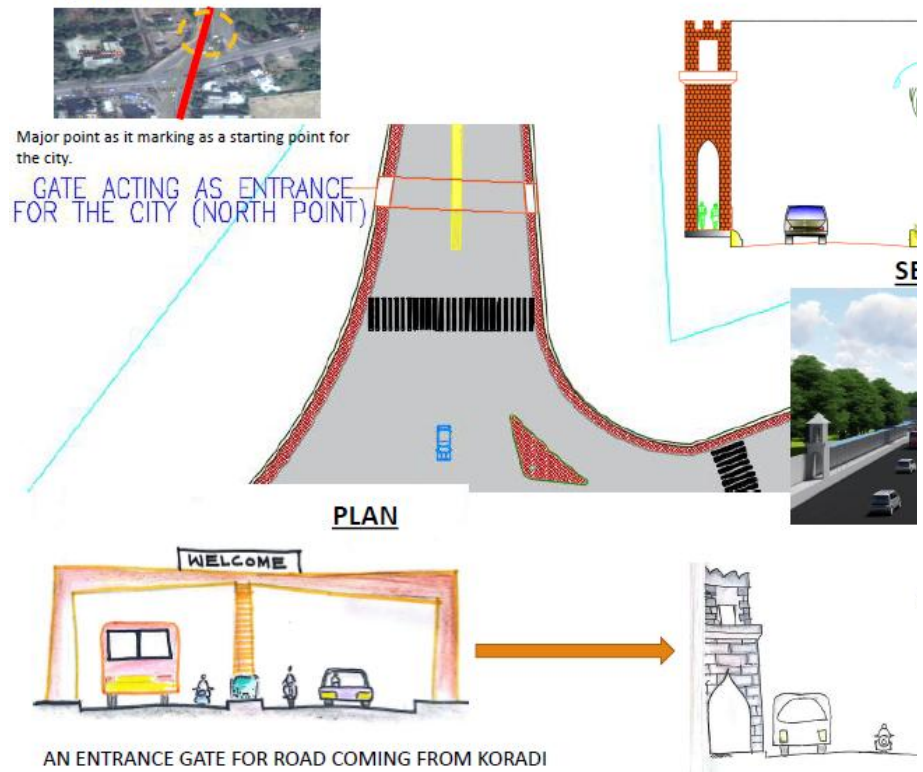 Major point as it marking as a starting point for
the city.
GATE ACTING AS ENTRANCE
FOR THE CITY (NORTH POINT)
SE
PLAN
WELCOME
AN ENTRANCE GATE FOR ROAD COMING FROM KORADI